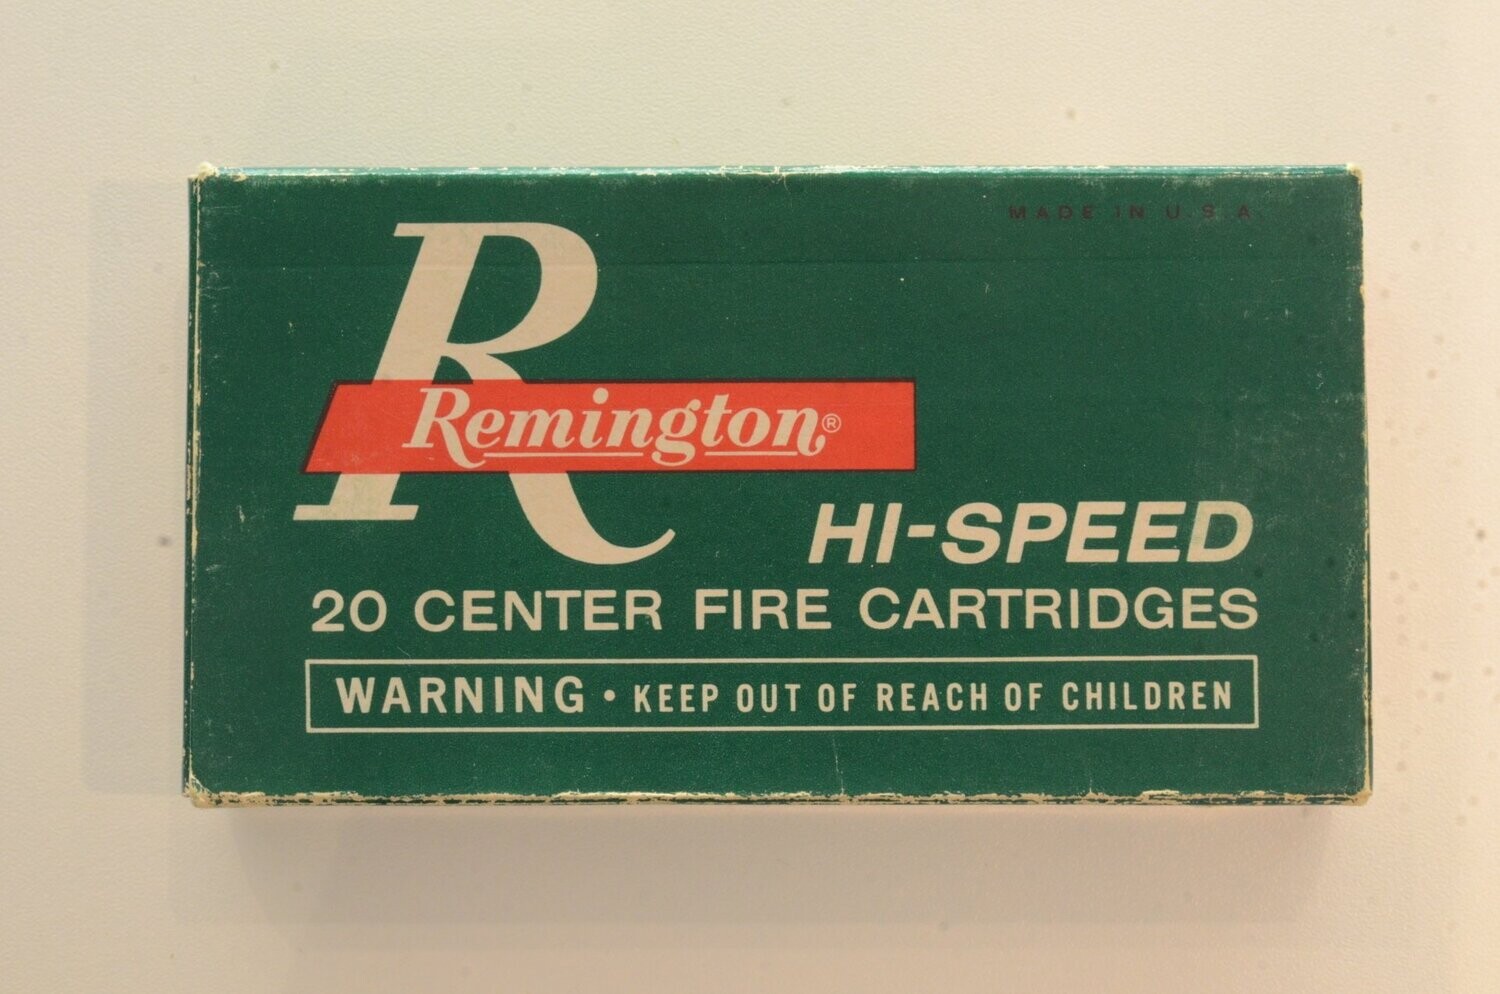 MADE IN U.S.A.
R
Remington®
HI-SPEED
20 CENTER FIRE CARTRIDGES
WARNING • KEEP OUT OF REACH OF CHILDREN